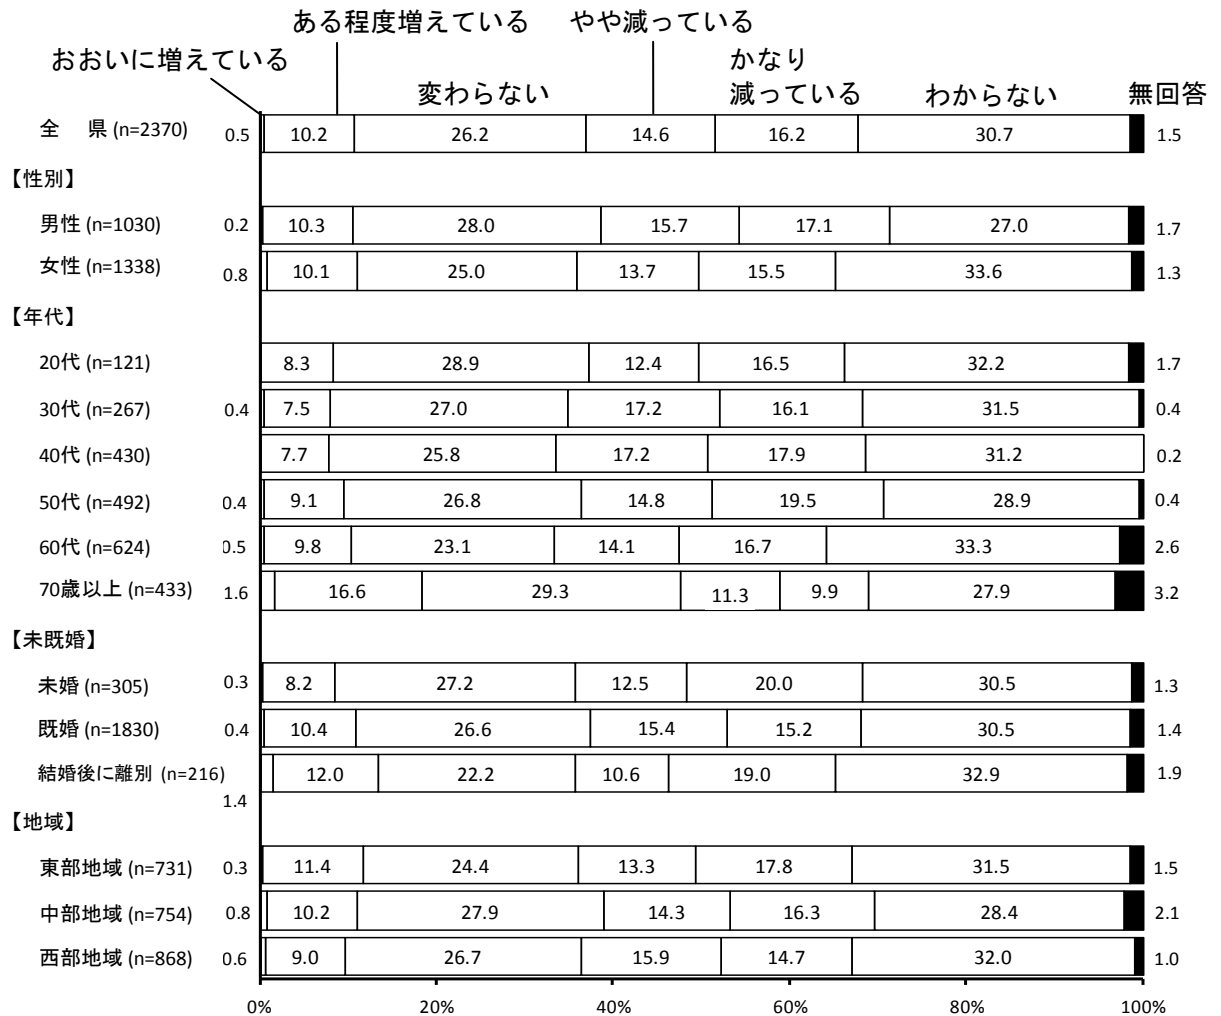 ある程度増えている やや減っている
おおいに増えている かなり
変わらない 減っている わからない 無回答
全 県 (n=2370) 0.5 10.2 26.2 14.6 16.2 30.7 1.5
【性別】
男性 (n=1030) 0.2 10.3 28.0 15.7 17.1 27.0 1.7
女性 (n=1338) 0.8 10.1 25.0 13.7 15.5 33.6 1.3
【年代】
20代 (n=121) 8.3 28.9 12.4 16.5 32.2 1.7
30代 (n=267) 0.4 7.5 27.0 17.2 16.1 31.5 0.4
40代 (n=430) 7.7 25.8 17.2 17.9 31.2 0.2
50代 (n=492) 0.4 9.1 26.8 14.8 19.5 28.9 0.4
60代 (n=624) 0.5 9.8 23.1 14.1 16.7 33.3 2.6
70歳以上 (n=433) 1.6 16.6 29.3 11.3 9.9 27.9 3.2
【未既婚】
未婚 (n=305) 0.3 8.2 27.2 12.5 20.0 30.5 1.3
既婚 (n=1830) 0.4 10.4 26.6 15.4 15.2 30.5 1.4
結婚後に離別 (n=216) 12.0 22.2 10.6 19.0 32.9 1.9
1.4
【地域】
東部地域 (n=731) 0.3 11.4 24.4 13.3 17.8 31.5 1.5
中部地域 (n=754) 0.8 10.2 27.9 14.3 16.3 28.4 2.1
西部地域 (n=868) 0.6 9.0 26.7 15.9 14.7 32.0 1.0
0% 20% 40% 60% 80% 100%